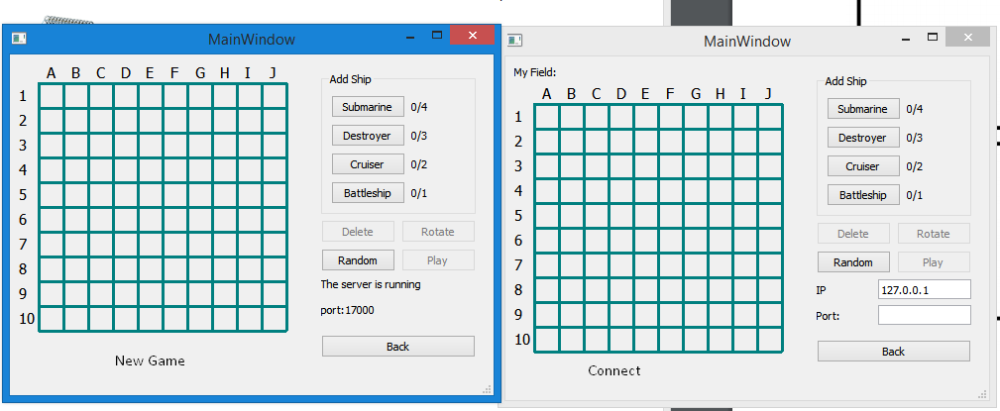 MainWindow
A B C D E F G H I J
1
2
3
4
5
6
7
8
9
10
New Game
Add Ship
Submarine 0/4
Destroyer 0/3
Cruiser 0/2
Battleship 0/1
Delete Rotate
Random Play
The server is running
port:17000
Back
MainWindow
My Field:
A B C D E F G H I J
1
2
3
4
5
6
7
8
9
10
Connect
Add Ship
Submarine 0/4
Destroyer 0/3
Cruiser 0/2
Battleship 0/1
Delete Rotate
Random Play
IP 127.0.0.1
Port:
Back